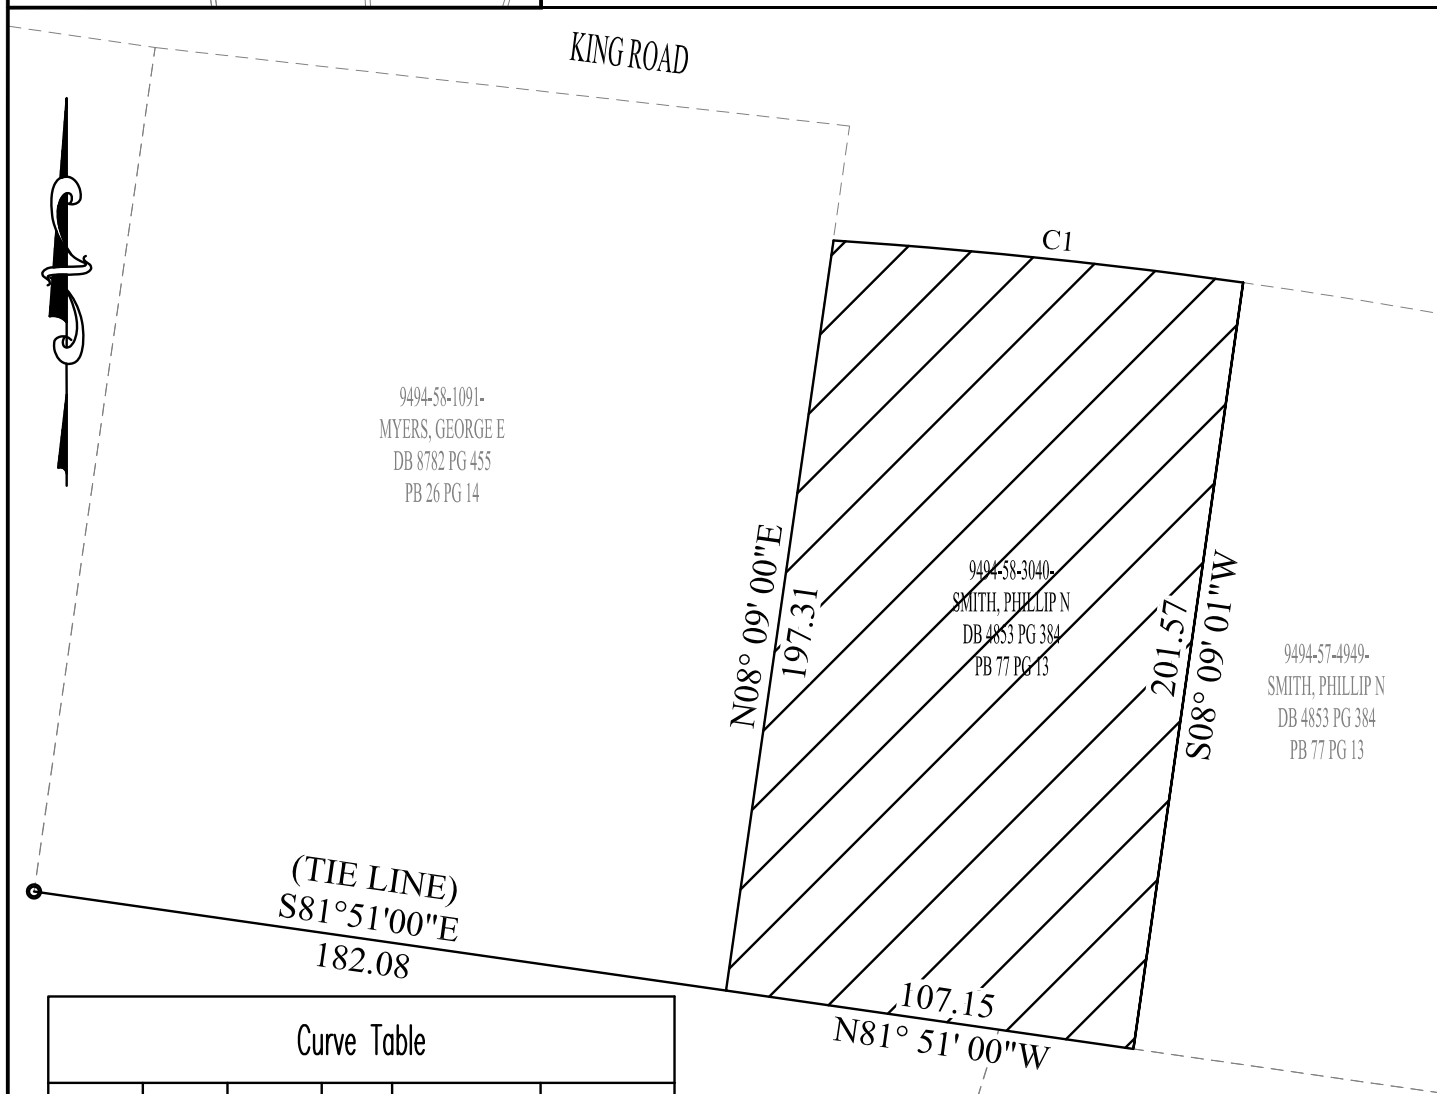 KING ROAD
C1
9494-58-1091-
MYERS, GEORGE E
DB 8782 PG 455
PB 26 PG 14
N08° 09' 00"E
197.31
9494-58-3040-
SMITH, PHILLIP N
DB 4853 PG 384
PB 77 PG 13
201.57
S08° 09' 01"W
9494-57-4949-
SMITH, PHILLIP N
DB 4853 PG 384
PB 77 PG 13
(TIE LINE)
S81°51'00"E
182.08
107.15
N81° 51' 00"W
Curve Table